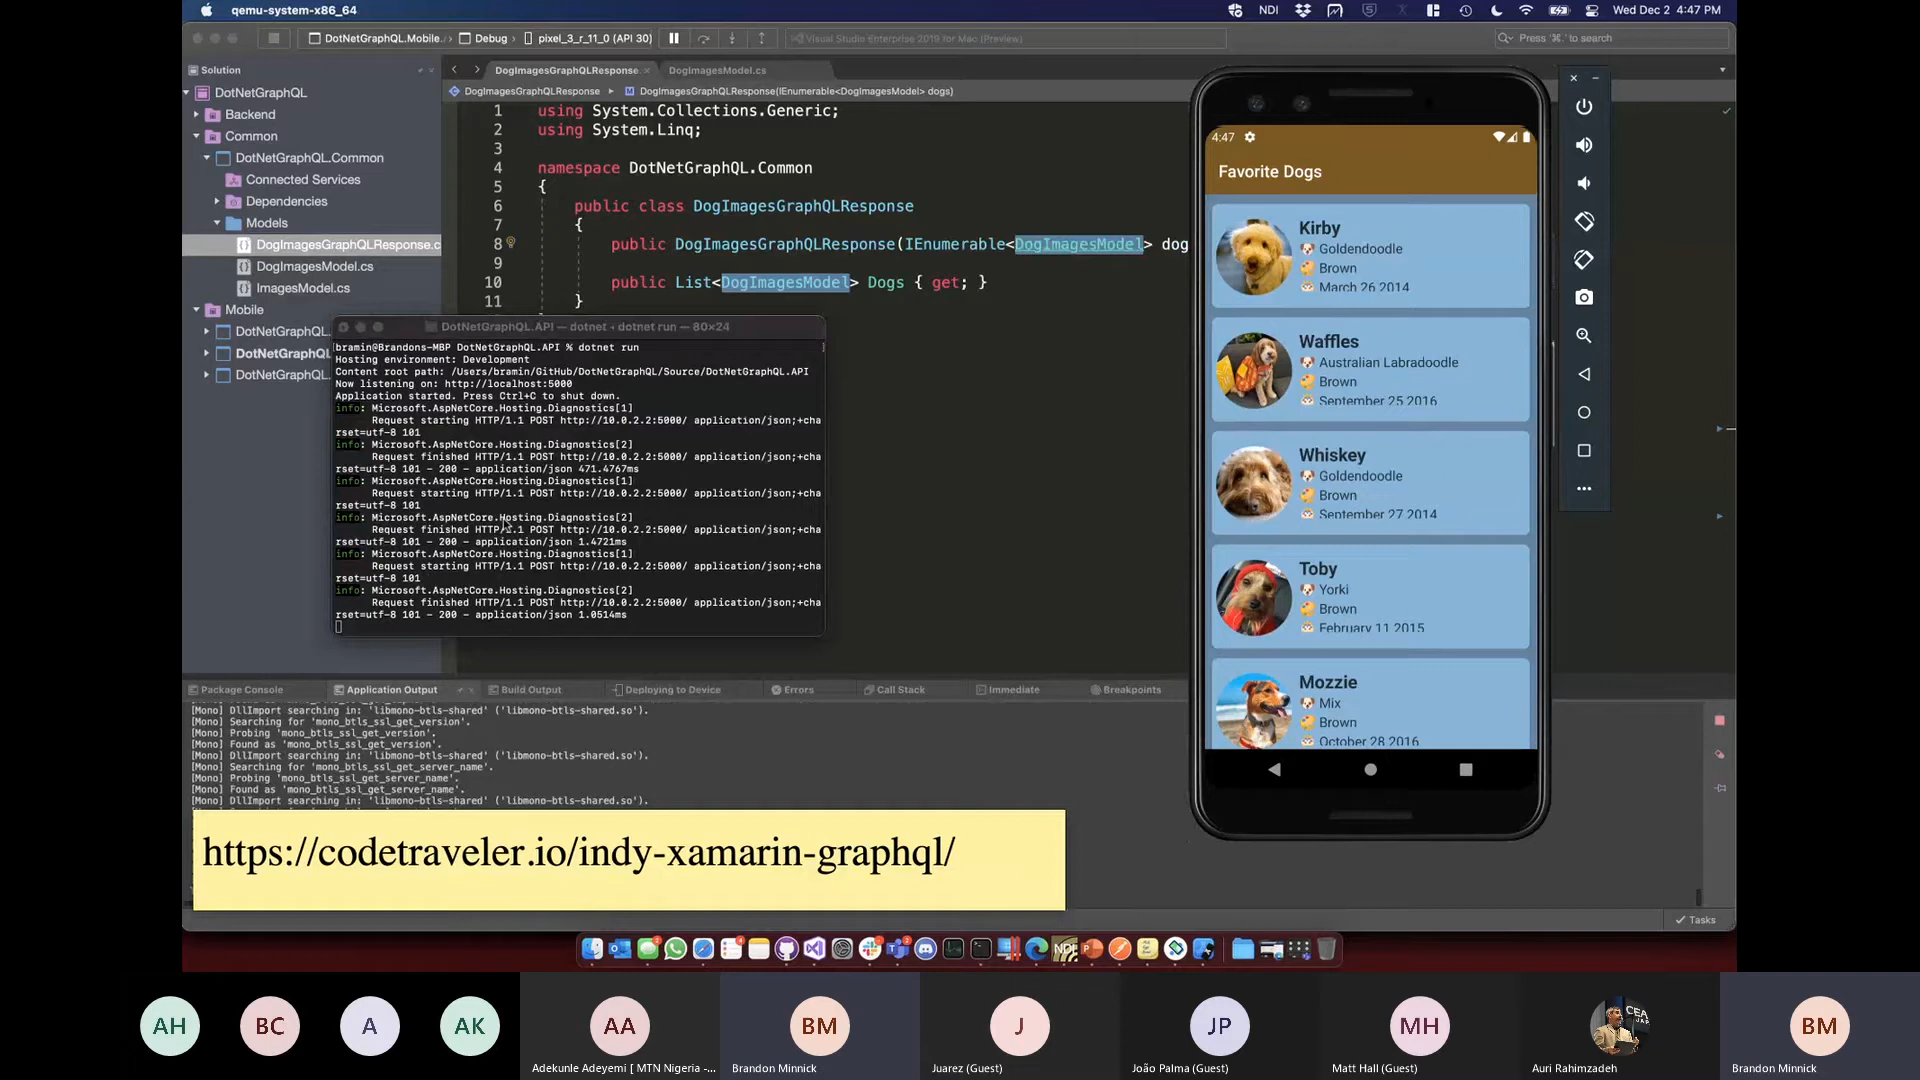 qemu-system-x86_64
NDI
Wed Dec 2 4:47 PM
DotNetGraphQL.Mobile.
Debug
pixel_3_r_11_0 (API 30)
Visual Studio Enterprise 2019 for Mac (Preview)
Press '⌘.' to search
Solution
DotNetGraphQL
Backend
Common
DotNetGraphQL.Common
Connected Services
Dependencies
Models
DogImagesGraphQLResponse.c
DogImagesModel.cs
ImagesModel.cs
Mobile
DotNetGraphQL.
DotNetGraphQL
DotNetGraphQL.
DogImagesGraphQLResponse.
DogImagesModel.cs
DogImagesGraphQLResponse
DogImagesGraphQLResponse(IEnumerable<DogImagesModel> dogs)
1 using System.Collections.Generic;
2 using System.Linq;
3
4 namespace DotNetGraphQL.Common
5 {
6 public class DogImagesGraphQLResponse
7 {
8 public DogImagesGraphQLResponse(IEnumerable<DogImagesModel> dog
9
10 public List<DogImagesModel> Dogs { get; }
11 }
DotNetGraphQL.API — dotnet ‹ dotnet run — 80×24
bramin@Brandons-MBP DotNetGraphQL.API % dotnet run
Hosting environment: Development
Content root path: /Users/bramin/GitHub/DotNetGraphQL/Source/DotNetGraphQL.API
Now listening on: http://localhost:5000
Application started. Press Ctrl+C to shut down.
info: Microsoft.AspNetCore.Hosting.Diagnostics[1]
Request starting HTTP/1.1 POST http://10.0.2.2:5000/ application/json;+cha
rset=utf-8 101
info: Microsoft.AspNetCore.Hosting.Diagnostics[2]
Request finished HTTP/1.1 POST http://10.0.2.2:5000/ application/json;+cha
rset=utf-8 101 - 200 - application/json 471.4767ms
info: Microsoft.AspNetCore.Hosting.Diagnostics[1]
Request starting HTTP/1.1 POST http://10.0.2.2:5000/ application/json;+cha
rset=utf-8 101
info: Microsoft.AspNetCore.Hosting.Diagnostics[2]
Request finished HTTP/1.1 POST http://10.0.2.2:5000/ application/json;+cha
rset=utf-8 101 - 200 - application/json 1.4721ms
info: Microsoft.AspNetCore.Hosting.Diagnostics[1]
Request starting HTTP/1.1 POST http://10.0.2.2:5000/ application/json;+cha
rset=utf-8 101
info: Microsoft.AspNetCore.Hosting.Diagnostics[2]
Request finished HTTP/1.1 POST http://10.0.2.2:5000/ application/json;+cha
rset=utf-8 101 - 200 - application/json 1.0514ms
4:47
Favorite Dogs
Kirby
Goldendoodle
Brown
March 26 2014
Waffles
Australian Labradoodle
Brown
September 25 2016
Whiskey
Goldendoodle
Brown
September 27 2014
Toby
Yorki
Brown
February 11 2015
Mozzie
Mix
Brown
October 28 2016
Package Console
Application Output
Build Output
Deploying to Device
Errors
Call Stack
Immediate
Breakpoints
[Mono] DllImport searching in: 'libmono-btls-shared' ('libmono-btls-shared.so').
[Mono] Searching for 'mono_btls_ssl_get_version'.
[Mono] Probing 'mono_btls_ssl_get_version'.
[Mono] Found as 'mono_btls_ssl_get_version'.
[Mono] DllImport searching in: 'libmono-btls-shared' ('libmono-btls-shared.so').
[Mono] Searching for 'mono_btls_ssl_get_server_name'.
[Mono] Probing 'mono_btls_ssl_get_server_name'.
[Mono] Found as 'mono_btls_ssl_get_server_name'.
[Mono] DllImport searching in: 'libmono-btls-shared' ('libmono-btls-shared.so').
https://codetraveler.io/indy-xamarin-graphql/
Tasks
NDI
AH
BC
A
AK
AA
BM
J
JP
MH
CEA
BM
Adekunle Adeyemi [ MTN Nigeria -...
Brandon Minnick
Juarez (Guest)
João Palma (Guest)
Matt Hall (Guest)
Auri Rahimzadeh
Brandon Minnick